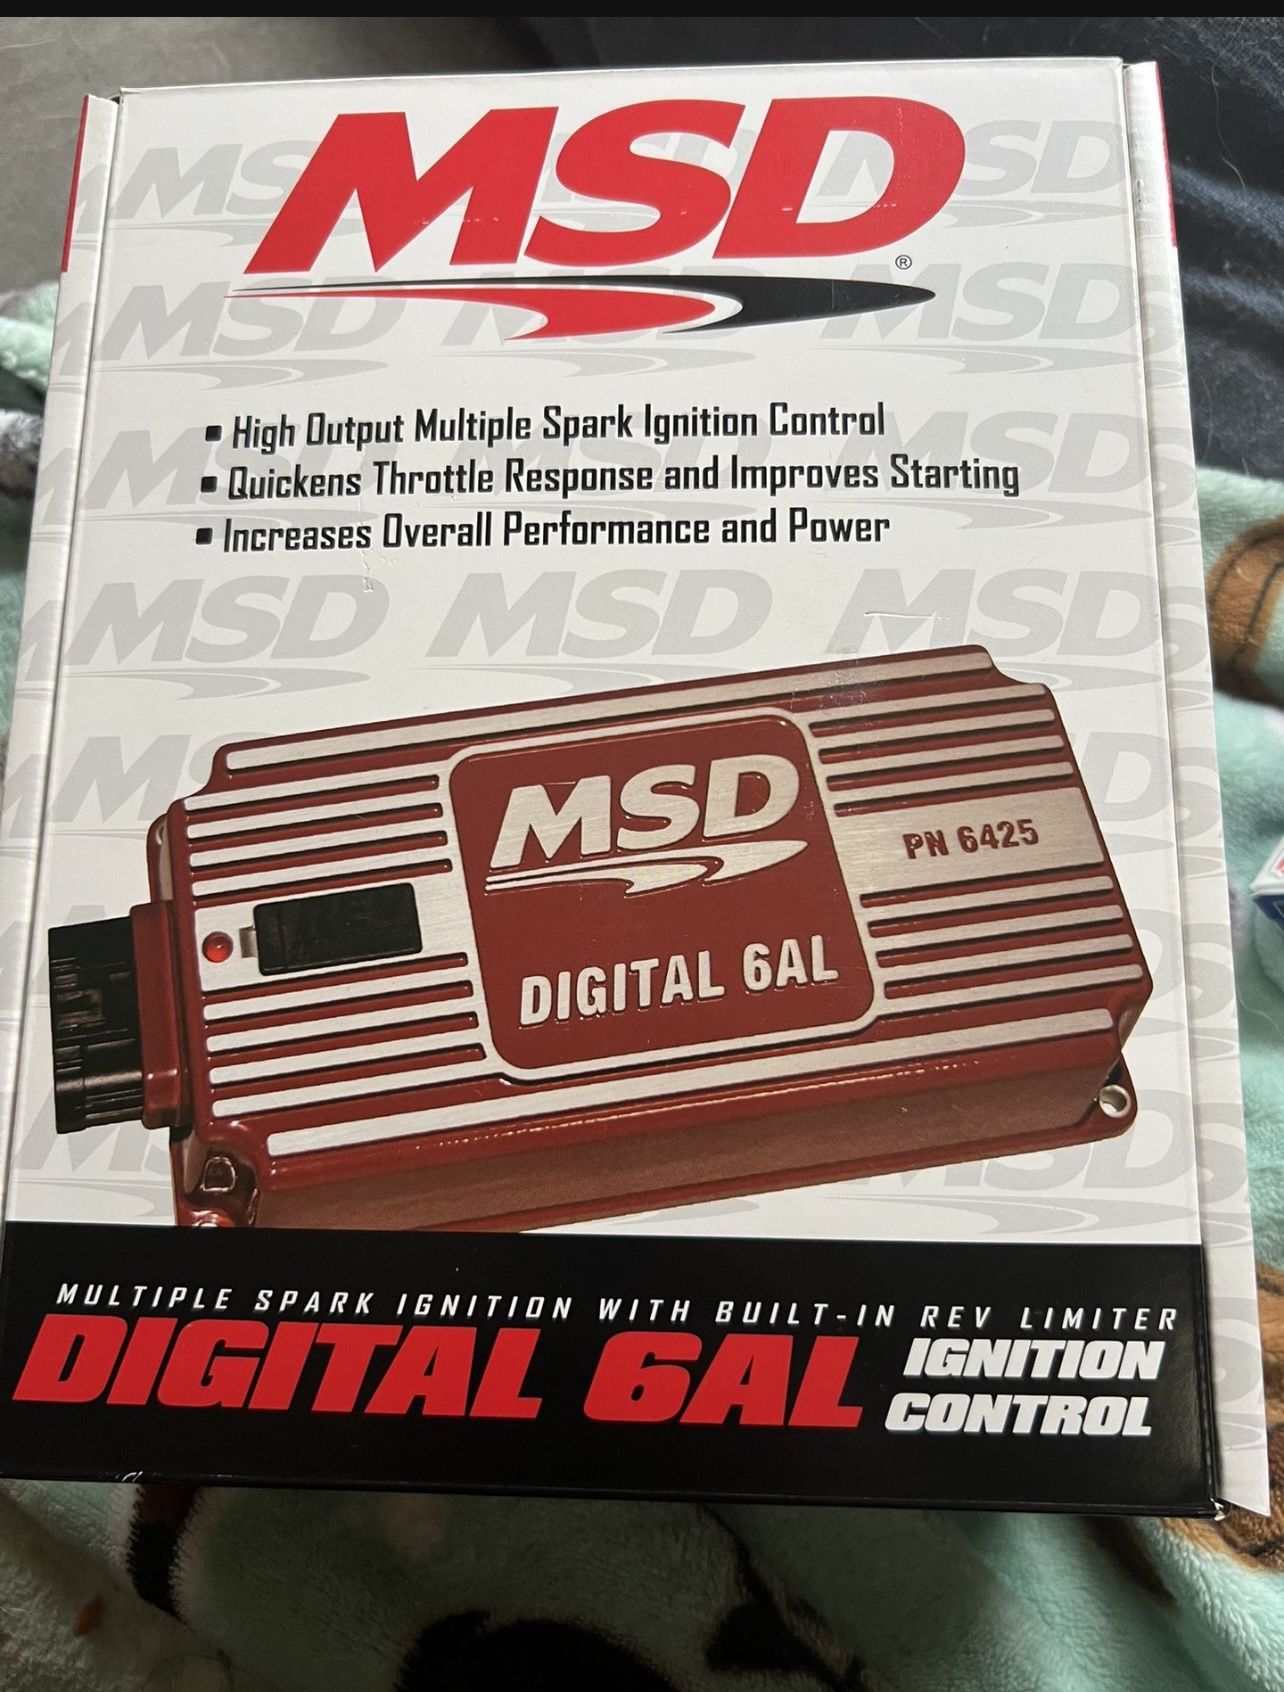 MSD
®
▪ High Output Multiple Spark Ignition Control
▪ Quickens Throttle Response and Improves Starting
▪ Increases Overall Performance and Power
MSD
PN 6425
DIGITAL 6AL
MULTIPLE SPARK IGNITION WITH BUILT-IN REV LIMITER
DIGITAL 6AL IGNITION
CONTROL